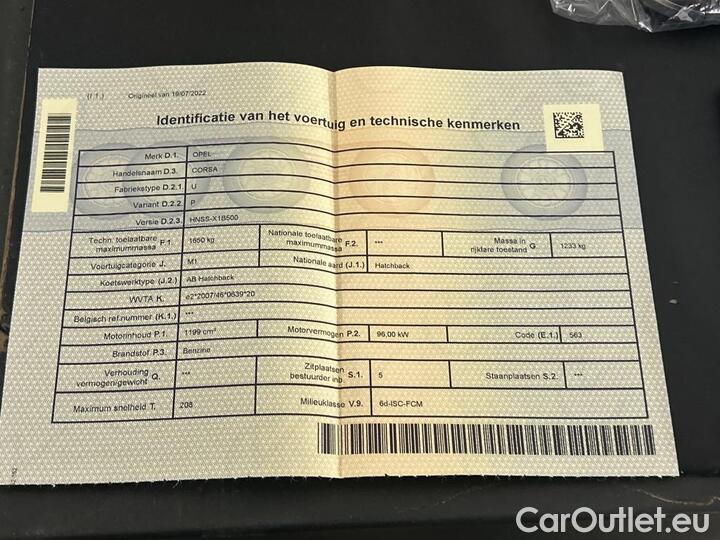 (I.1.) Origineel van 19/07/2022
Identificatie van het voertuig en technische kenmerken
Merk D.1. OPEL
Handelsnaam D.3. CORSA
Fabriekstype D.2.1. U
Variant D.2.2. P
Versie D.2.3. HNSS-X1B500
Techn. toelaatbare maximummassa F.1 1650 kg Nationale toelaatbare maximummassa F.2. *** Massa in rijklare toestand G 1233 kg
Voertuigcategorie J. M1 Nationale aard (J.1.) Hatchback
Koetswerktype (J.2.) AB Hatchback
WVTA K. e2*2007/46*0639*20
Belgisch ref.nummer (K.1.) ***
Motorinhoud P.1. 1199 cm³ Motorvermogen P.2. 96,00 kW Code (E.1.) 563
Brandstof P.3. Benzine
Verhouding vermogen/gewicht Q. *** Zitplaatsen bestuurder inb. S.1. 5 Staanplaatsen S.2. ***
Maximum snelheid T. 208 Milieuklasse V.9. 6d-ISC-FCM
CarOutlet.eu